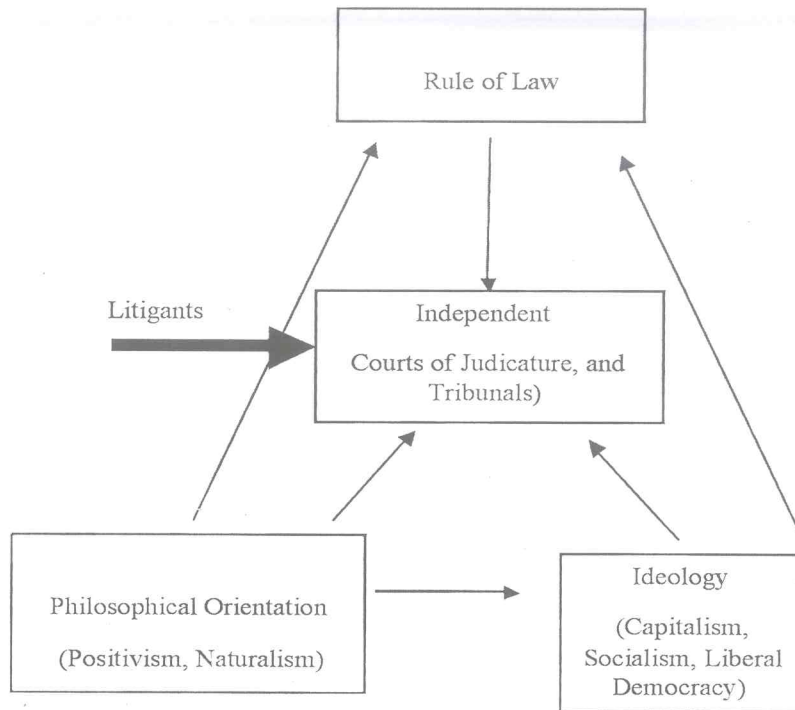 Rule of Law
Litigants
Independent
Courts of Judicature, and
Tribunals)
Philosophical Orientation
(Positivism, Naturalism)
Ideology
(Capitalism,
Socialism, Liberal
Democracy)